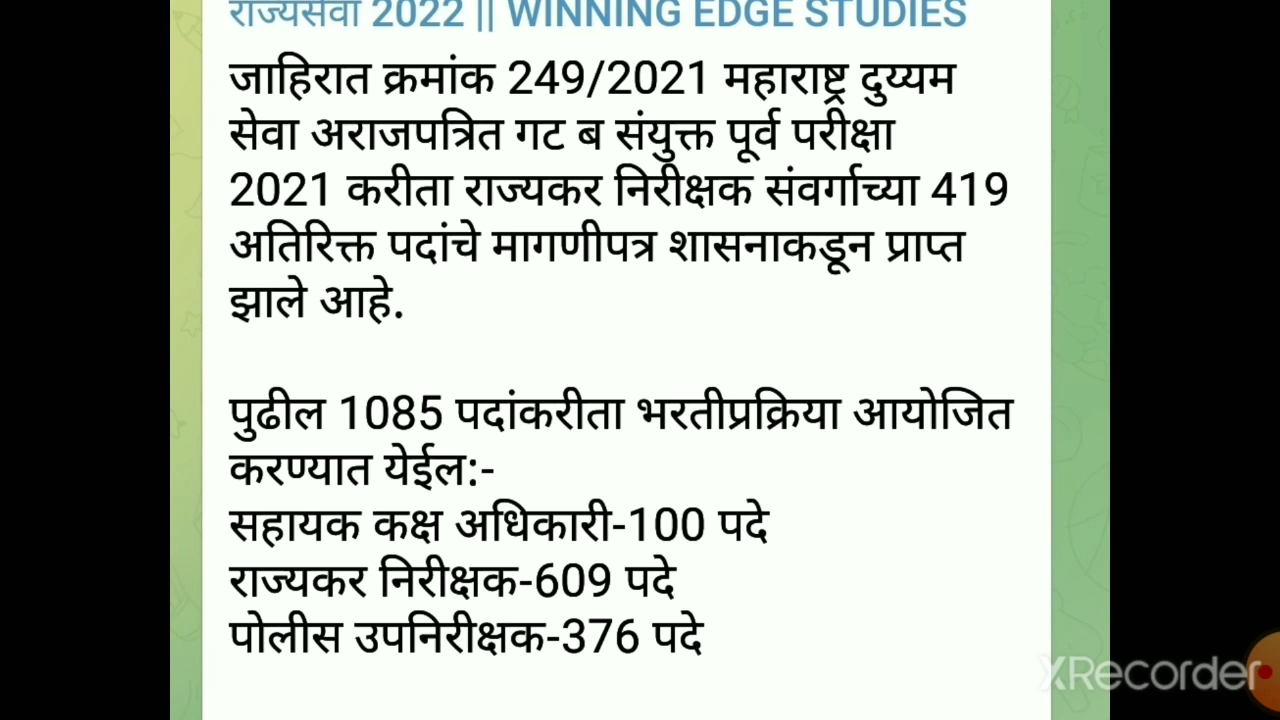 राज्यसेवा 2022 || WINNING EDGE STUDIES
जाहिरात क्रमांक 249/2021 महाराष्ट्र दुय्यम
सेवा अराजपत्रित गट ब संयुक्त पूर्व परीक्षा
2021 करीता राज्यकर निरीक्षक संवर्गाच्या 419
अतिरिक्त पदांचे मागणीपत्र शासनाकडून प्राप्त
झाले आहे.
पुढील 1085 पदांकरीता भरतीप्रक्रिया आयोजित
करण्यात येईल:-
सहायक कक्ष अधिकारी-100 पदे
राज्यकर निरीक्षक-609 पदे
पोलीस उपनिरीक्षक-376 पदे
XRecorder